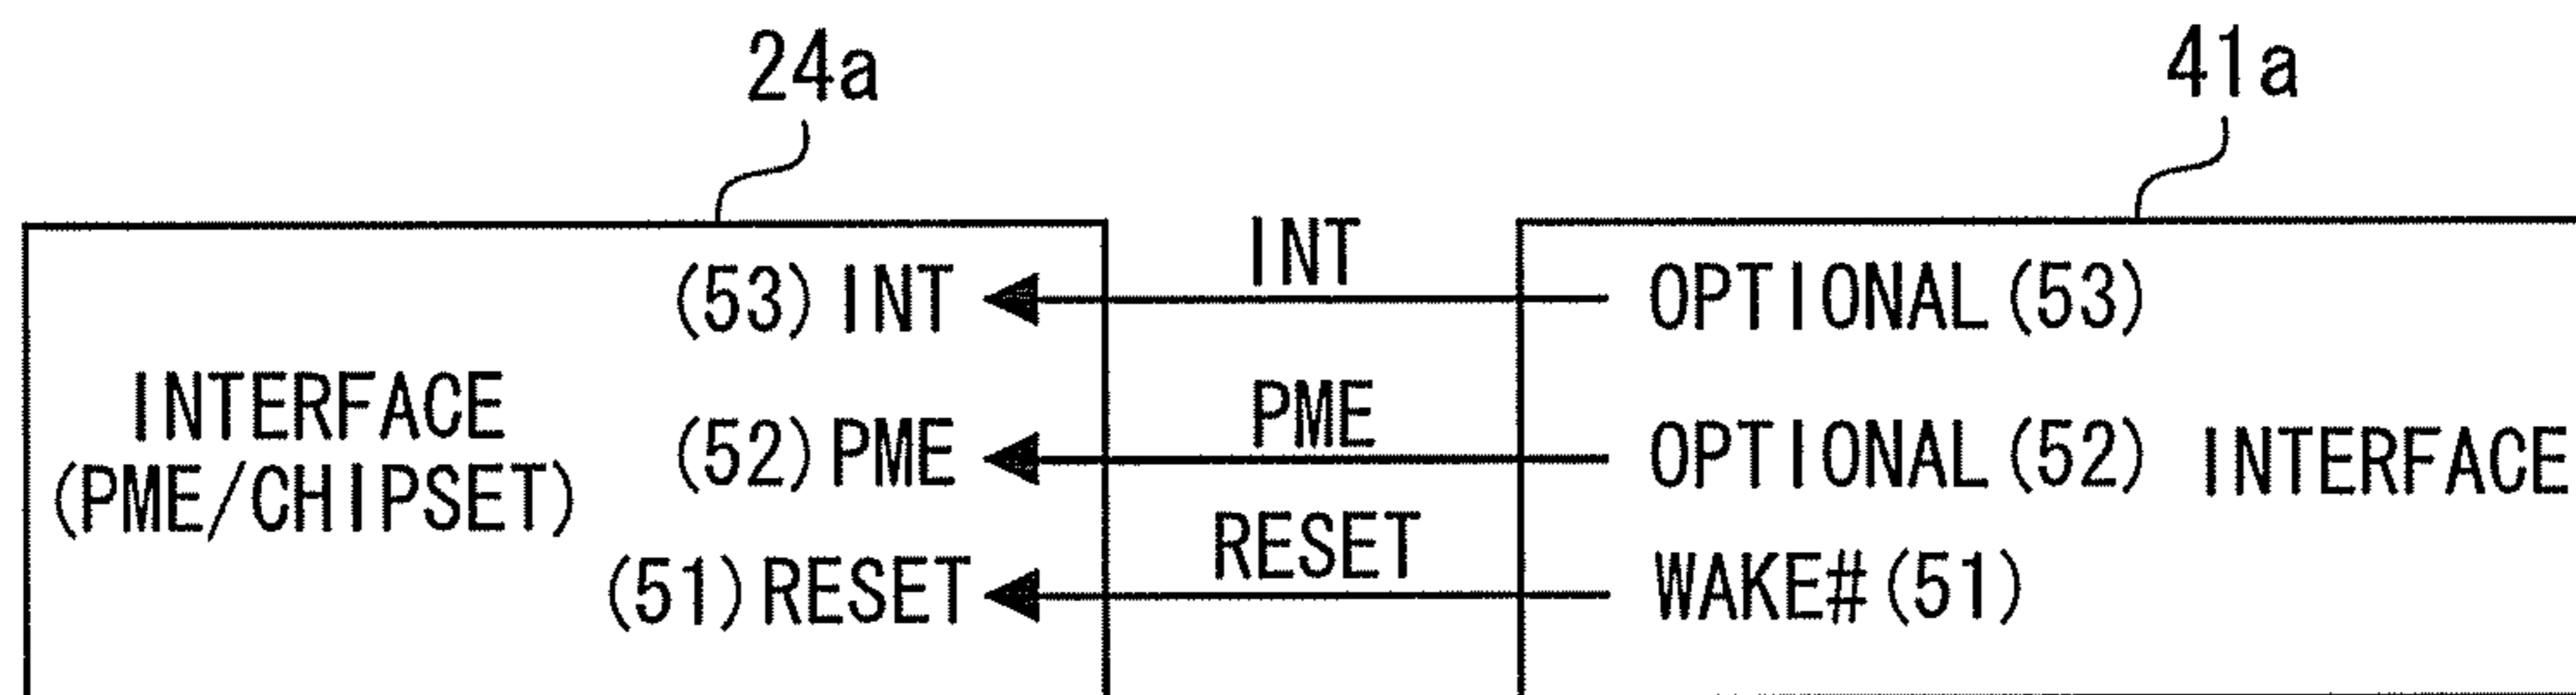 24a
41a
INT
(53) INT
OPTIONAL (53)
INTERFACE
(PME/CHIPSET)
PME
(52) PME
OPTIONAL (52)
INTERFACE
RESET
(51) RESET
WAKE# (51)